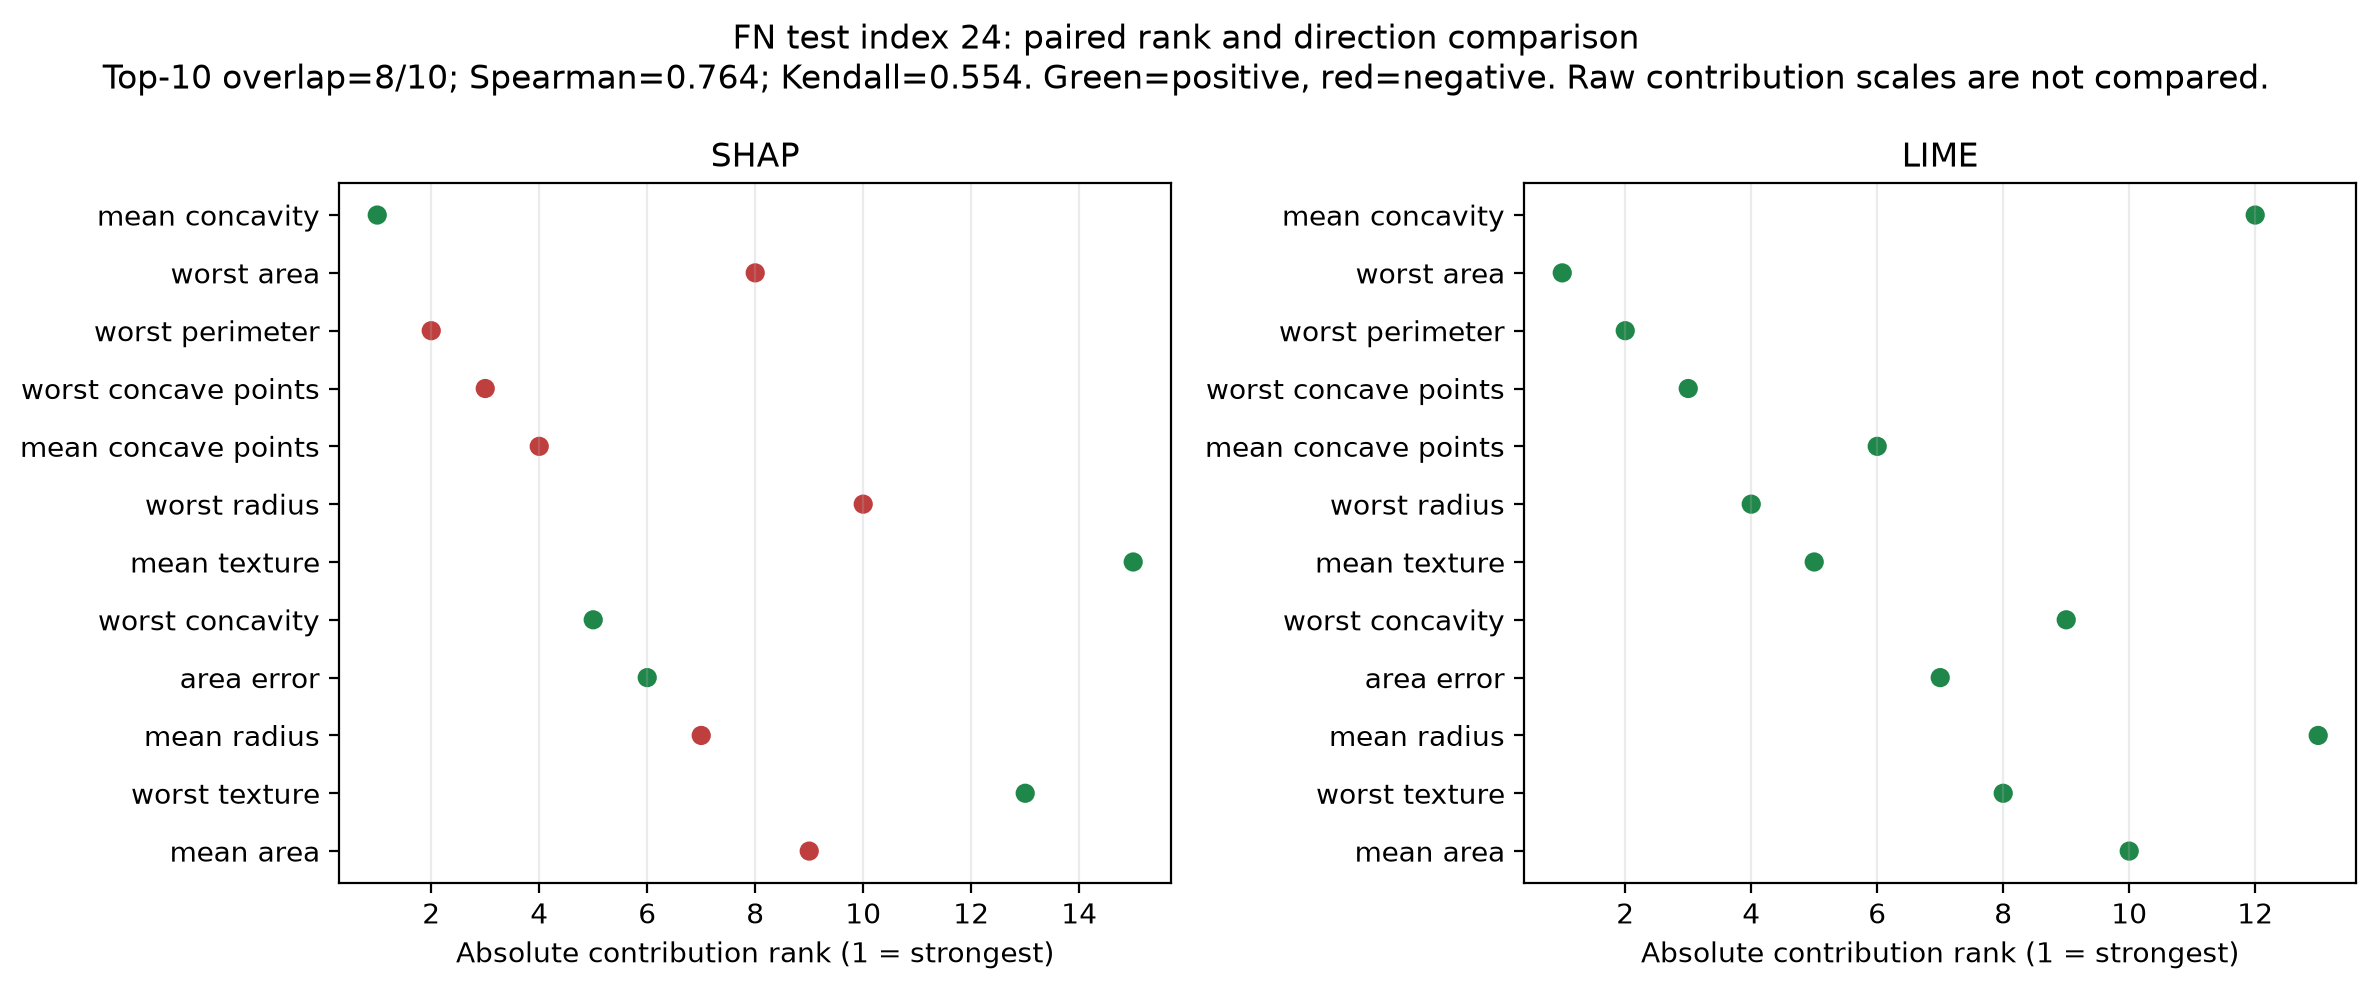 FN test index 24: paired rank and direction comparison
Top-10 overlap=8/10; Spearman=0.764; Kendall=0.554. Green=positive, red=negative. Raw contribution scales are not compared.
SHAP
mean concavity
worst area
worst perimeter
worst concave points
mean concave points
worst radius
mean texture
worst concavity
area error
mean radius
worst texture
mean area
2 4 6 8 10 12 14
Absolute contribution rank (1 = strongest)
LIME
mean concavity
worst area
worst perimeter
worst concave points
mean concave points
worst radius
mean texture
worst concavity
area error
mean radius
worst texture
mean area
2 4 6 8 10 12
Absolute contribution rank (1 = strongest)